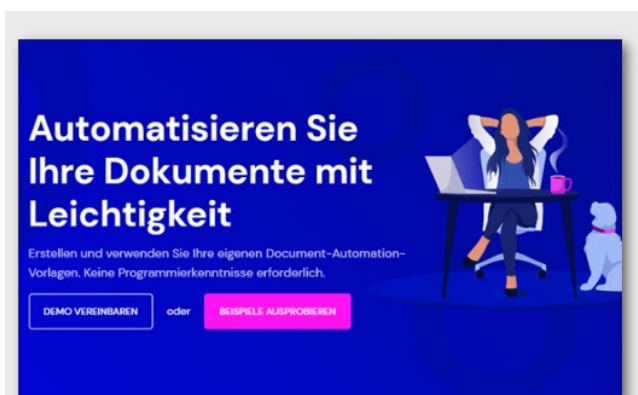 Automatisieren Sie
Ihre Dokumente mit
Leichtigkeit
Erstellen und verwenden Sie Ihre eigenen Document-Automation-
Vorlagen. Keine Programmierkenntnisse erforderlich.
DEMO VEREINBAREN oder BEISPIELE AUSPROBIEREN